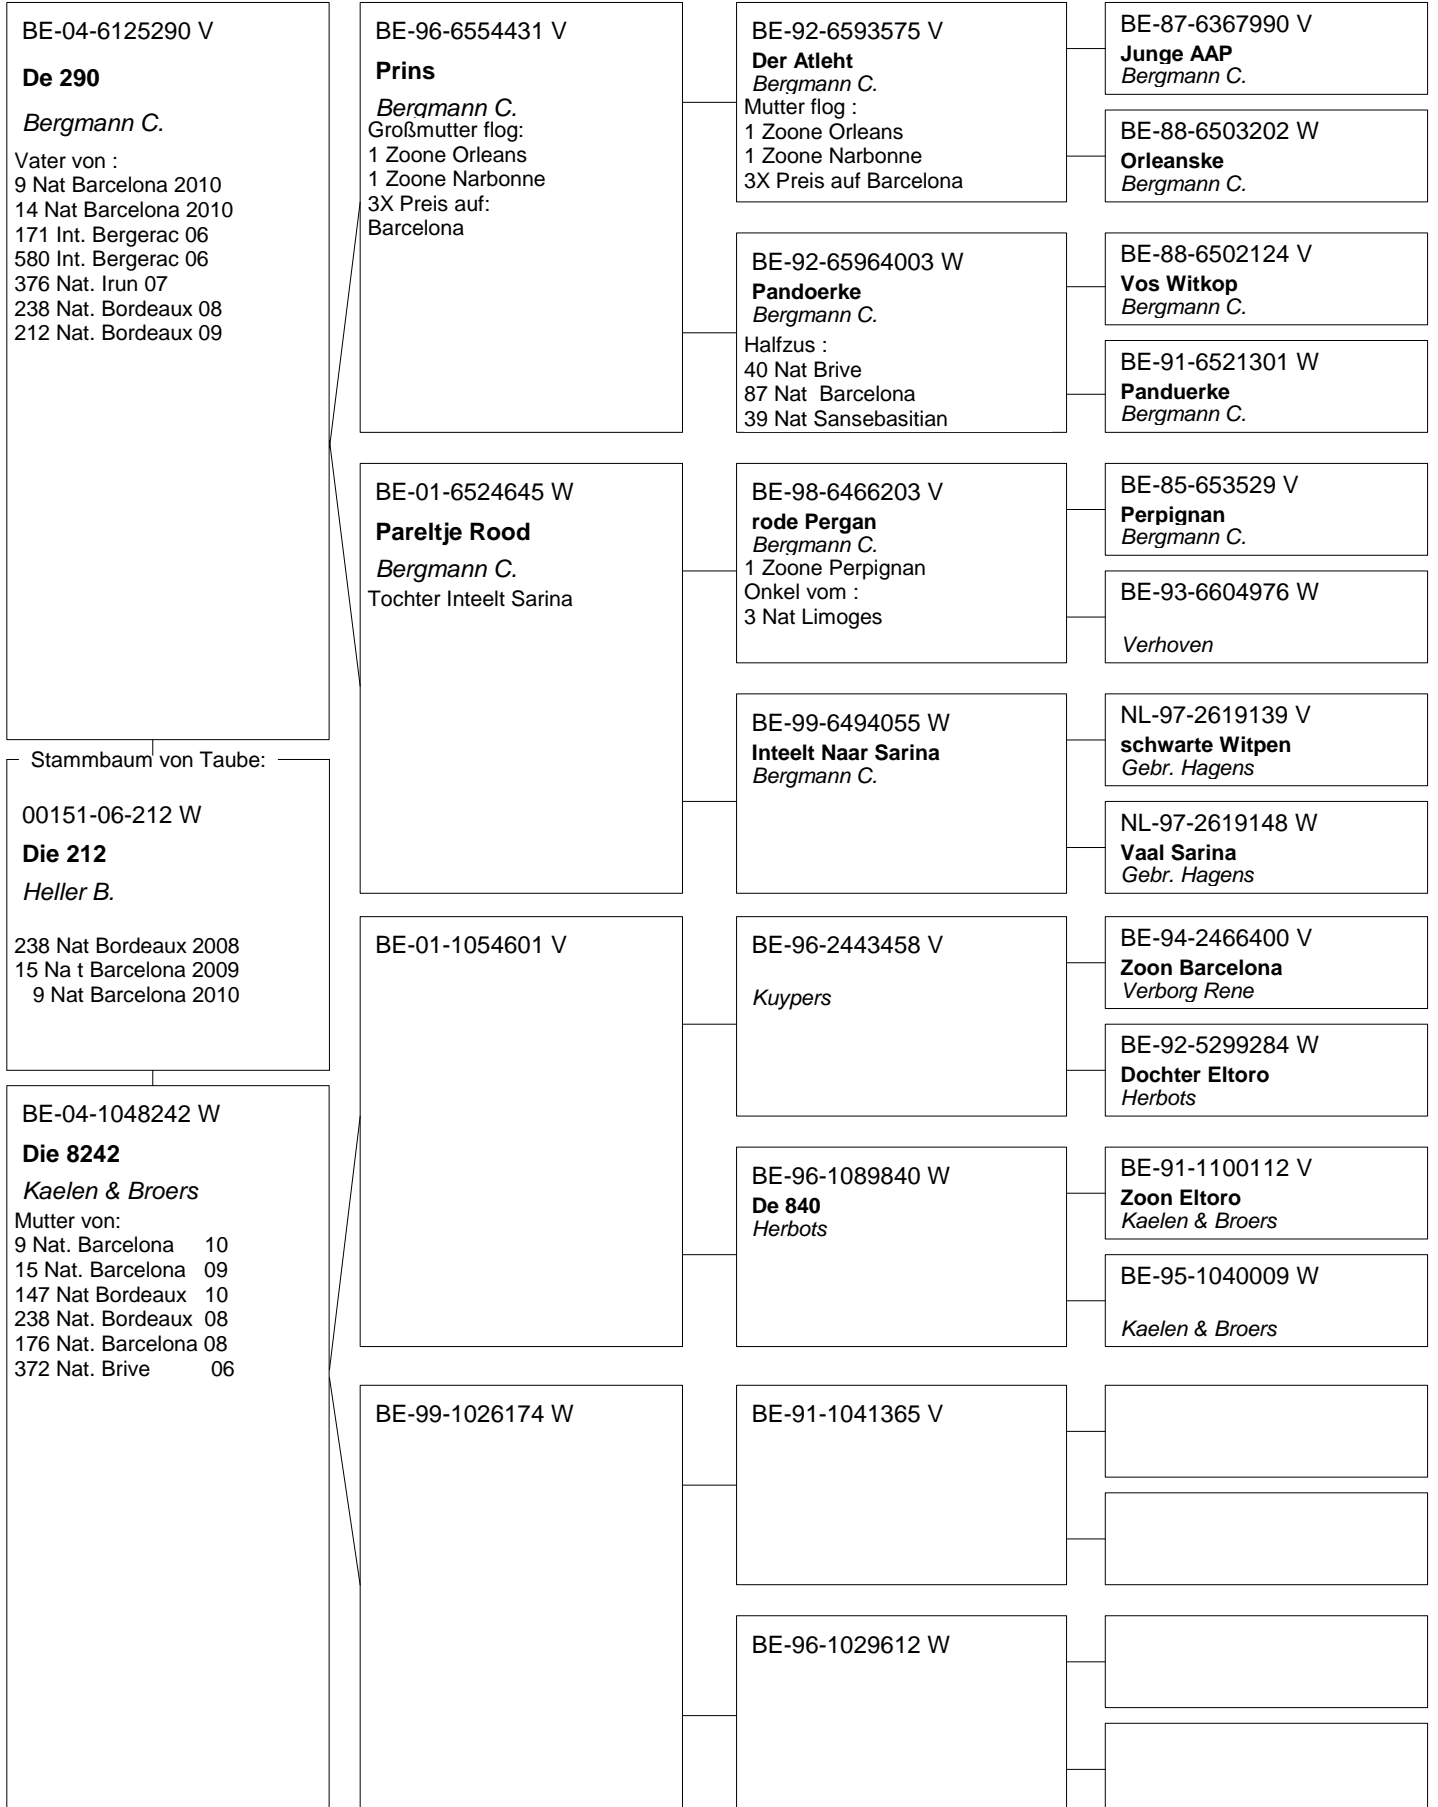 BE-04-6125290 V
De 290
Bergmann C.
Vater von :
9 Nat Barcelona 2010
14 Nat Barcelona 2010
171 Int. Bergerac 06
580 Int. Bergerac 06
376 Nat. Irun 07
238 Nat. Bordeaux 08
212 Nat. Bordeaux 09
Stammbaum von Taube:
00151-06-212 W
Die 212
Heller B.
238 Nat Bordeaux 2008
15 Na t Barcelona 2009
9 Nat Barcelona 2010
BE-04-1048242 W
Die 8242
Kaelen & Broers
Mutter von:
9 Nat. Barcelona 10
15 Nat. Barcelona 09
147 Nat Bordeaux 10
238 Nat. Bordeaux 08
176 Nat. Barcelona 08
372 Nat. Brive 06
BE-96-6554431 V
Prins
Bergmann C.
Großmutter flog:
1 Zoone Orleans
1 Zoone Narbonne
3X Preis auf:
Barcelona
BE-01-6524645 W
Pareltje Rood
Bergmann C.
Tochter Inteelt Sarina
BE-01-1054601 V
BE-99-1026174 W
BE-92-6593575 V
Der Atleht
Bergmann C.
Mutter flog :
1 Zoone Orleans
1 Zoone Narbonne
3X Preis auf Barcelona
BE-92-65964003 W
Pandoerke
Bergmann C.
Halfzus :
40 Nat Brive
87 Nat Barcelona
39 Nat Sansebasitian
BE-98-6466203 V
rode Pergan
Bergmann C.
1 Zoone Perpignan
Onkel vom :
3 Nat Limoges
BE-99-6494055 W
Inteelt Naar Sarina
Bergmann C.
BE-96-2443458 V
Kuypers
BE-96-1089840 W
De 840
Herbots
BE-91-1041365 V
BE-96-1029612 W
BE-87-6367990 V
Junge AAP
Bergmann C.
BE-88-6503202 W
Orleanske
Bergmann C.
BE-88-6502124 V
Vos Witkop
Bergmann C.
BE-91-6521301 W
Panduerke
Bergmann C.
BE-85-653529 V
Perpignan
Bergmann C.
BE-93-6604976 W
Verhoven
NL-97-2619139 V
schwarte Witpen
Gebr. Hagens
NL-97-2619148 W
Vaal Sarina
Gebr. Hagens
BE-94-2466400 V
Zoon Barcelona
Verborg Rene
BE-92-5299284 W
Dochter Eltoro
Herbots
BE-91-1100112 V
Zoon Eltoro
Kaelen & Broers
BE-95-1040009 W
Kaelen & Broers